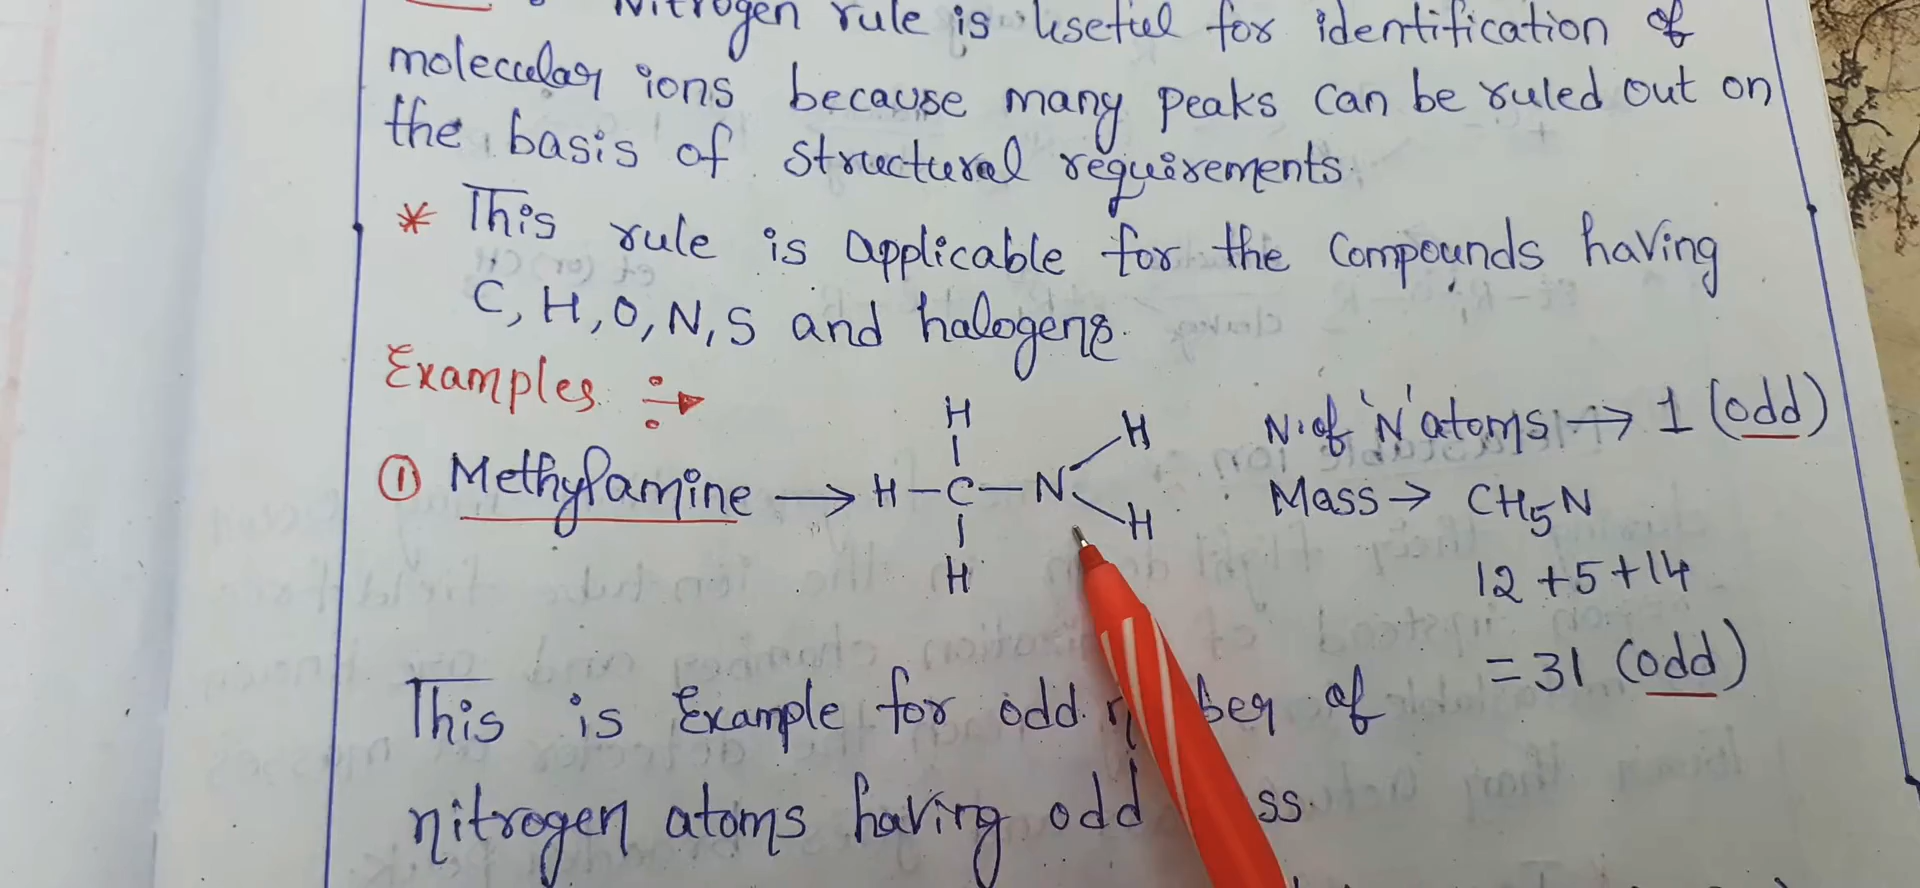 Nitrogen rule is useful for identification of
molecular ions because many peaks can be ruled out on
the basis of structural requirements.
* This rule is applicable for the compounds having
C, H, O, N, S and halogens.
Examples :→
① Methylamine → H-C-N
H
H
H
H
N. of 'N' atoms → 1 (odd)
Mass → CH5N
12 + 5 + 14
= 31 (odd)
This is Example for odd of
nitrogen atoms having odd